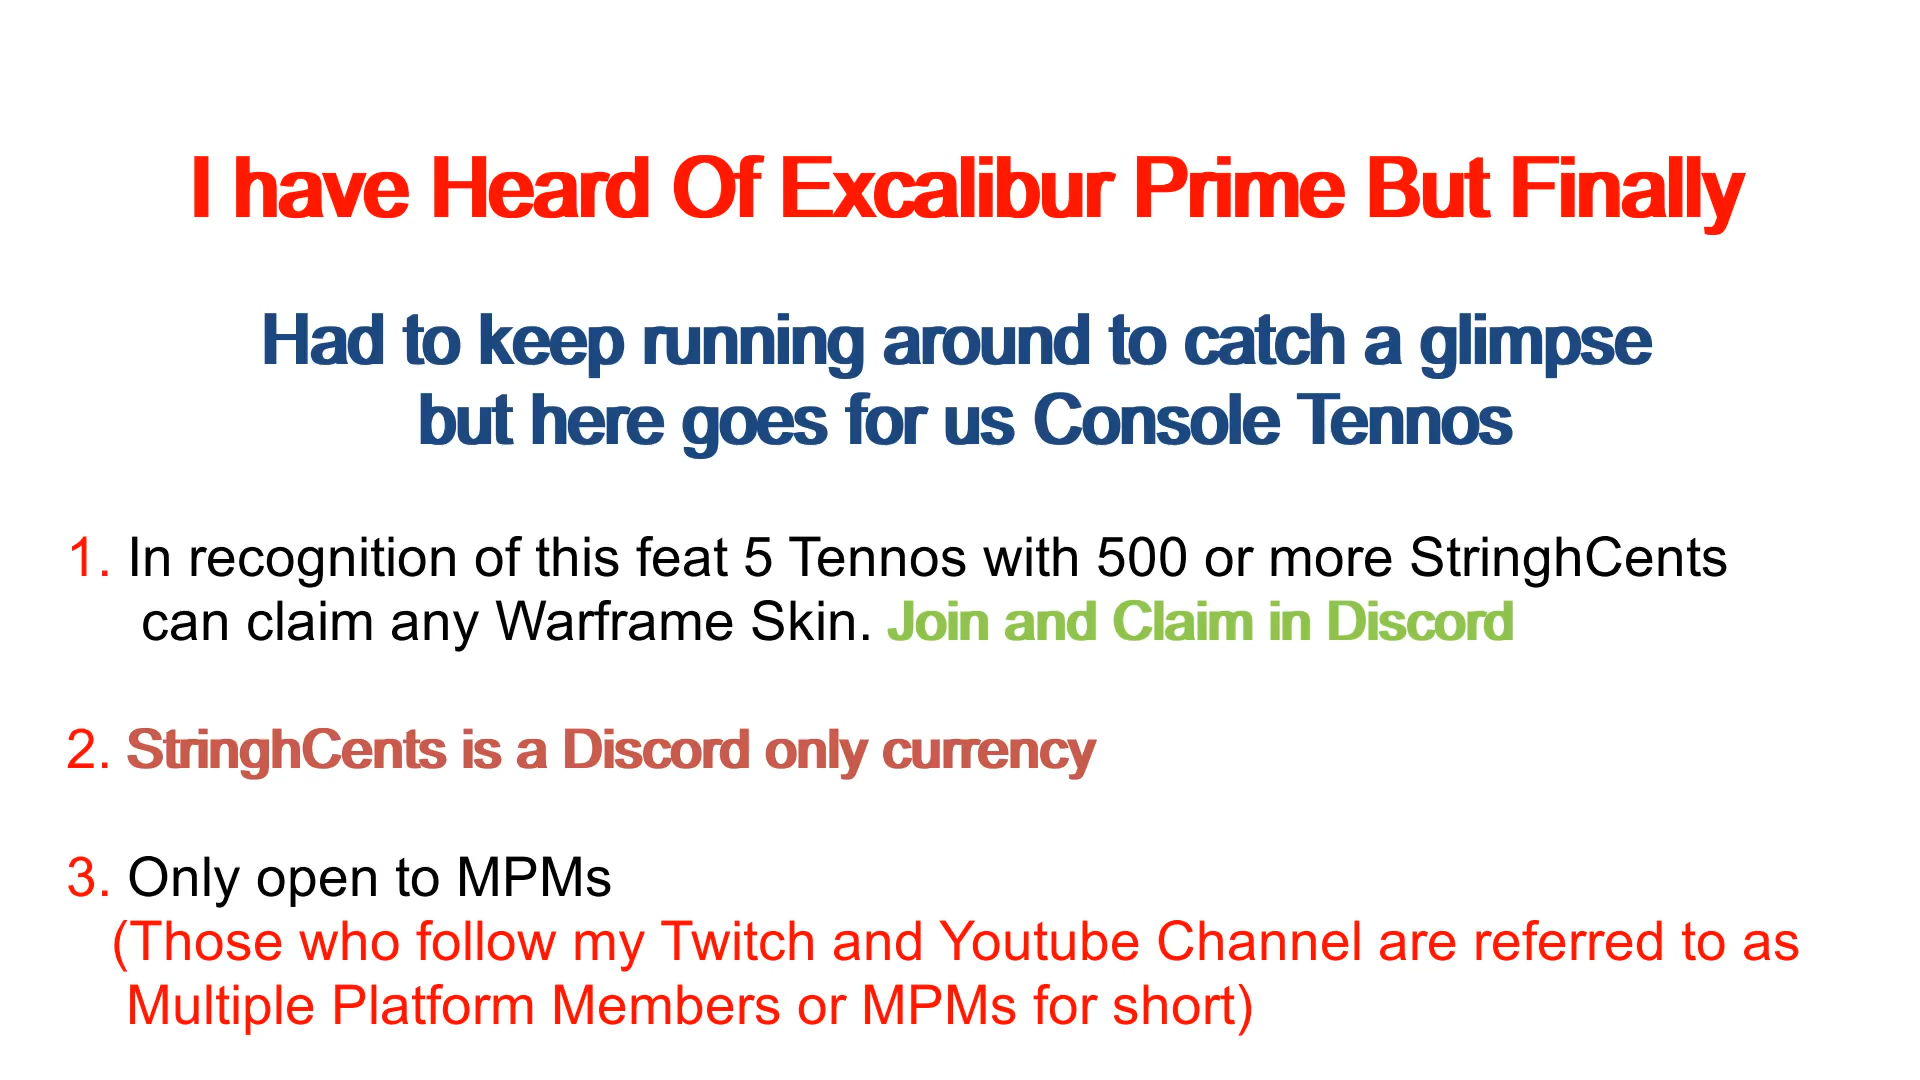 I have Heard Of Excalibur Prime But Finally
Had to keep running around to catch a glimpse
but here goes for us Console Tennos
1. In recognition of this feat 5 Tennos with 500 or more StringhCents
can claim any Warframe Skin. Join and Claim in Discord
2. StringhCents is a Discord only currency
3. Only open to MPMs
(Those who follow my Twitch and Youtube Channel are referred to as
Multiple Platform Members or MPMs for short)